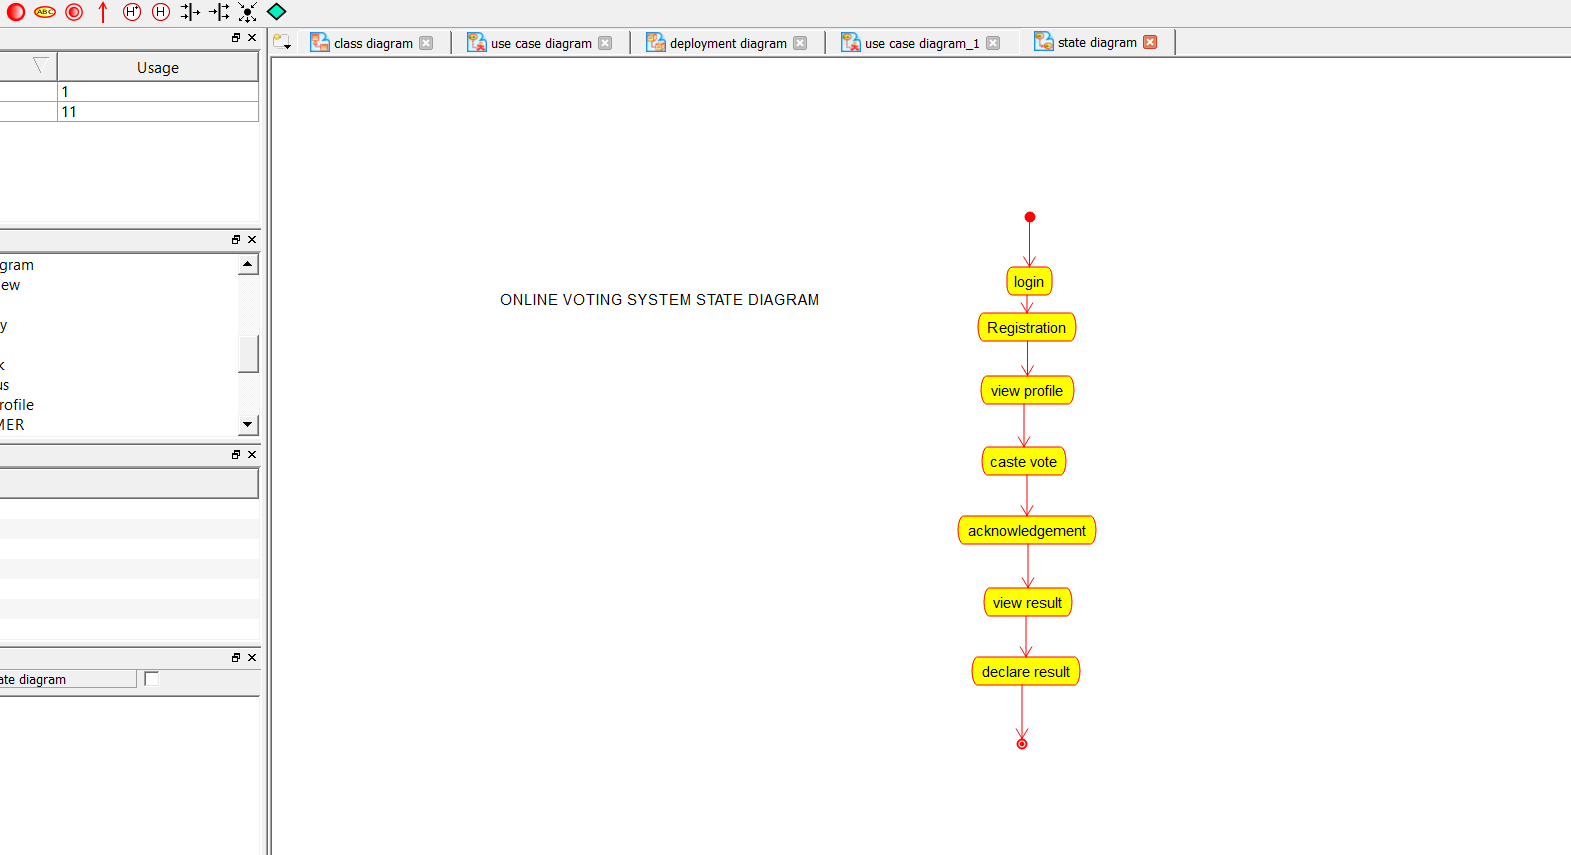 ABC
H*
H
class diagram
use case diagram
deployment diagram
use case diagram_1
state diagram
Usage
1
11
gram
ew
y
k
us
rofile
MER
ate diagram
ONLINE VOTING SYSTEM STATE DIAGRAM
login
Registration
view profile
caste vote
acknowledgement
view result
declare result